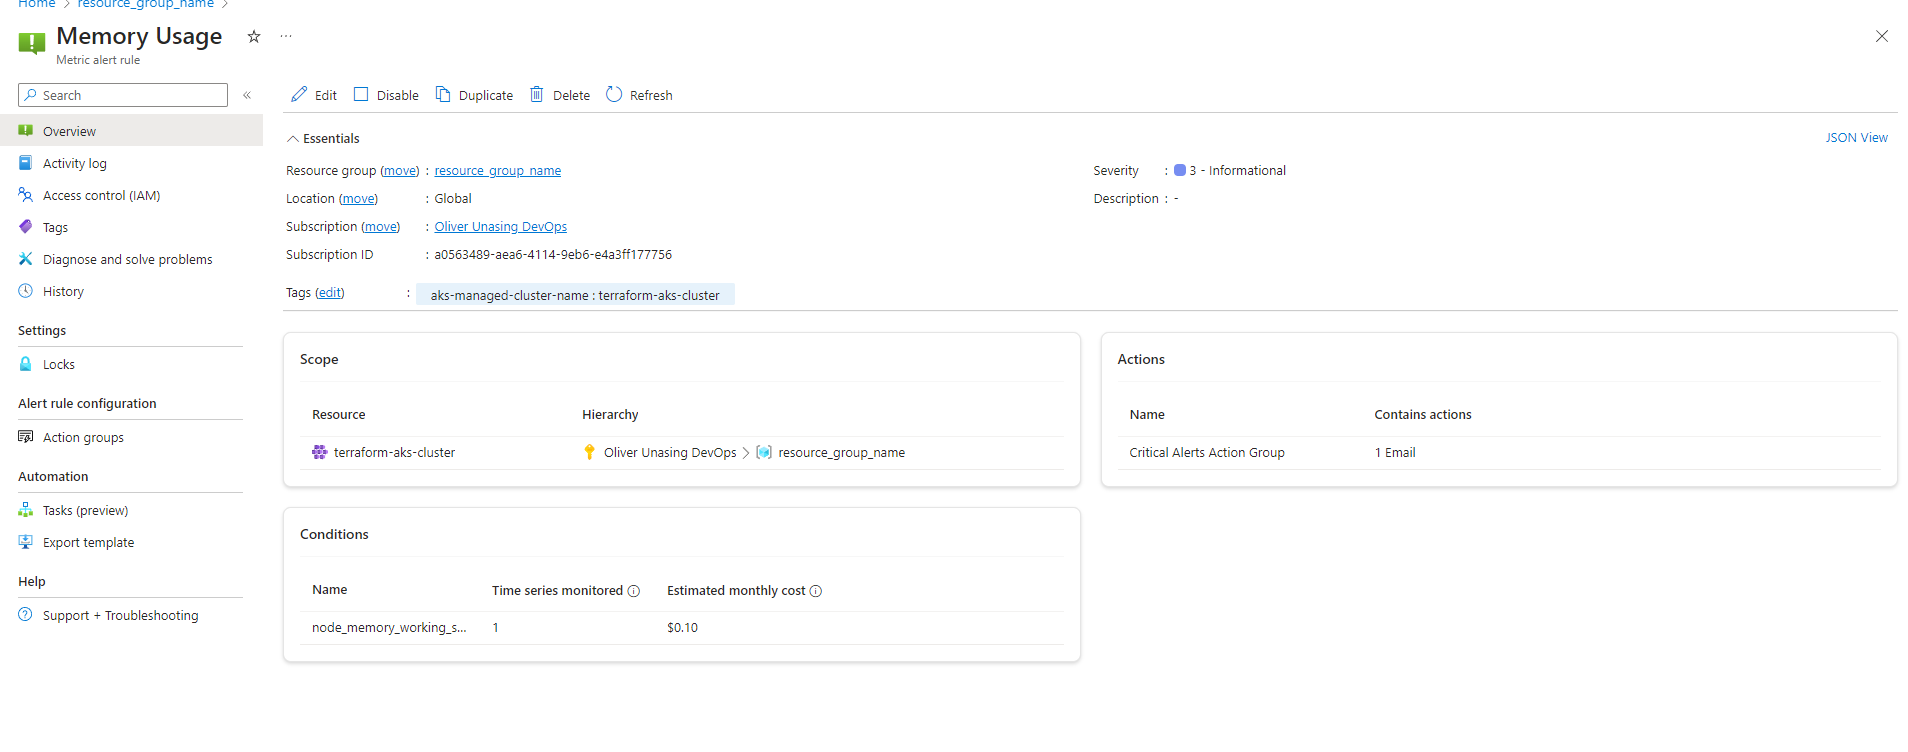 Home > resource_group_name >
Memory Usage
Metric alert rule
Search
Overview
Activity log
Access control (IAM)
Tags
Diagnose and solve problems
History
Settings
Locks
Alert rule configuration
Action groups
Automation
Tasks (preview)
Export template
Help
Support + Troubleshooting
Edit Disable Duplicate Delete Refresh
Essentials
JSON View
Resource group (move) : resource_group_name
Location (move) : Global
Subscription (move) : Oliver Unasing DevOps
Subscription ID : a0563489-aea6-4114-9eb6-e4a3ff177756
Tags (edit) : aks-managed-cluster-name : terraform-aks-cluster
Severity : 3 - Informational
Description : -
Scope
Resource Hierarchy
terraform-aks-cluster Oliver Unasing DevOps > resource_group_name
Actions
Name Contains actions
Critical Alerts Action Group 1 Email
Conditions
Name Time series monitored Estimated monthly cost
node_memory_working_s... 1 $0.10